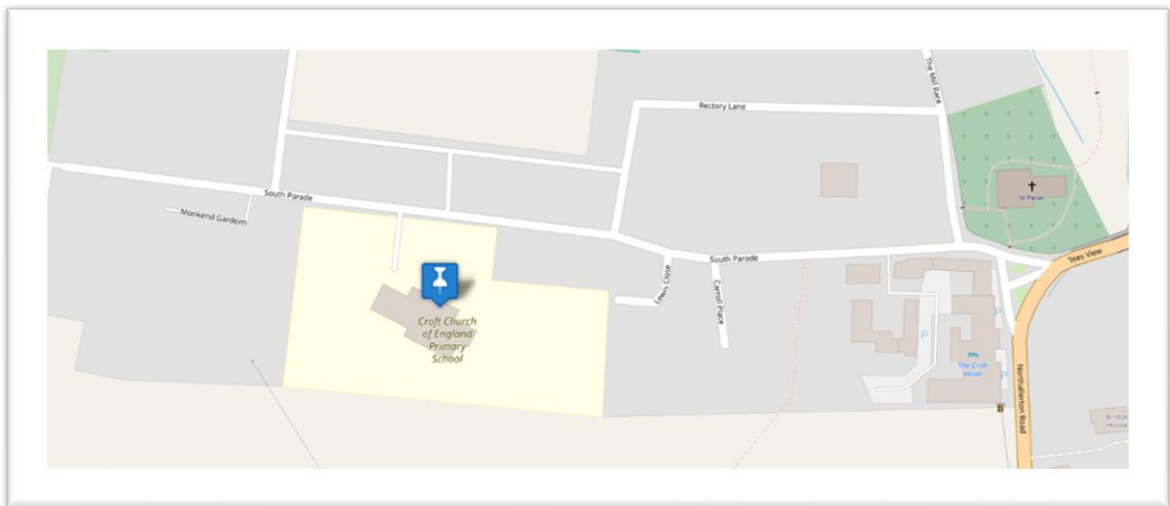 The Mill Race
Rectory Lane
St Peter
South Parade
Monkend Gardens
South Parade
Tees View
Lewis Close
Carroll Place
Croft Church
of England
Primary
School
P
P
P
The Croft
Hotel
Northallerton Road
Bridge
House